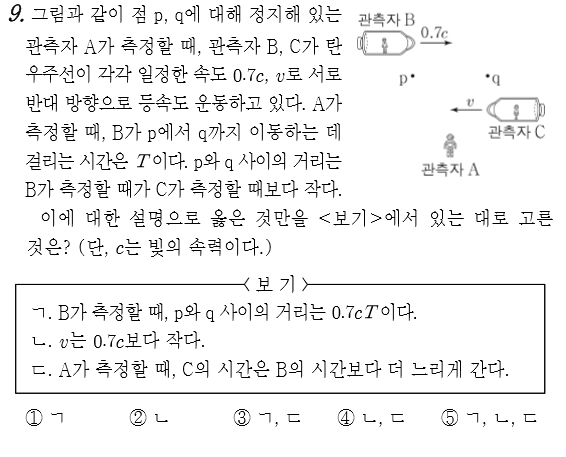 9. 그림과 같이 점 p, q에 대해 정지해 있는
관측자 A가 측정할 때, 관측자 B, C가 탄
우주선이 각각 일정한 속도 0.7c, v로 서로
반대 방향으로 등속도 운동하고 있다. A가
측정할 때, B가 p에서 q까지 이동하는 데
걸리는 시간은 T이다. p와 q 사이의 거리는
B가 측정할 때가 C가 측정할 때보다 작다.
관측자 B
0.7c
p
q
v
관측자 C
관측자 A
이에 대한 설명으로 옳은 것만을 <보기>에서 있는 대로 고른
것은? (단, c는 빛의 속력이다.)
<보 기>
ㄱ. B가 측정할 때, p와 q 사이의 거리는 0.7cT이다.
ㄴ. v는 0.7c보다 작다.
ㄷ. A가 측정할 때, C의 시간은 B의 시간보다 더 느리게 간다.
① ㄱ ② ㄴ ③ ㄱ, ㄷ ④ ㄴ, ㄷ ⑤ ㄱ, ㄴ, ㄷ